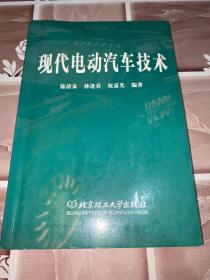 现代电动汽车技术
陈清泉 孙逢春 祝嘉光 编著
北京理工大学出版社
BEIJING INSTITUTE OF TECHNOLOGY PRESS